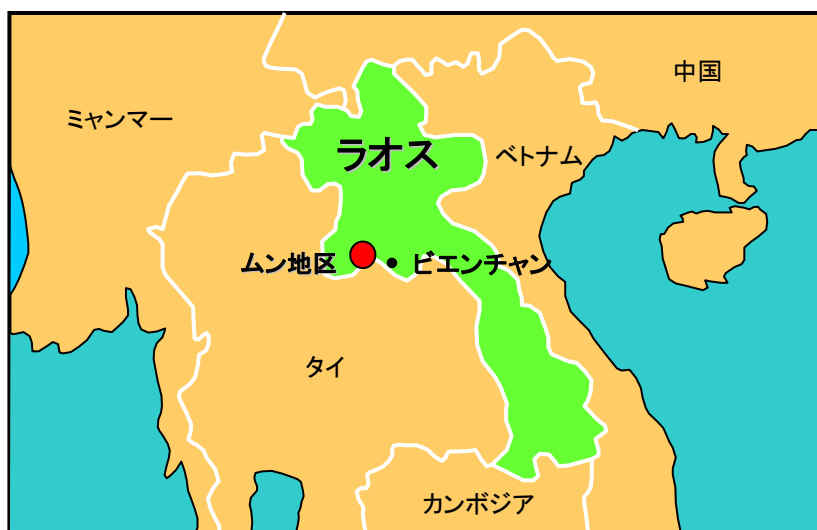 中国
ミャンマー
ラオス
ベトナム
ムン地区
ビエンチャン
タイ
カンボジア